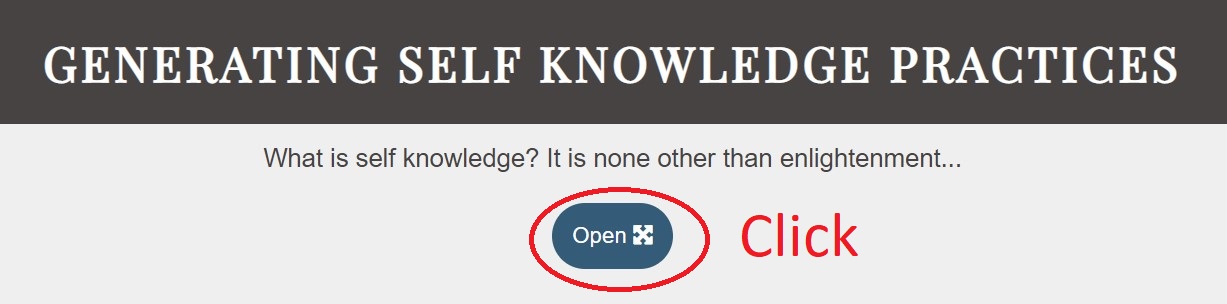 GENERATING SELF KNOWLEDGE PRACTICES
What is self knowledge? It is none other than enlightenment...
Open
Click